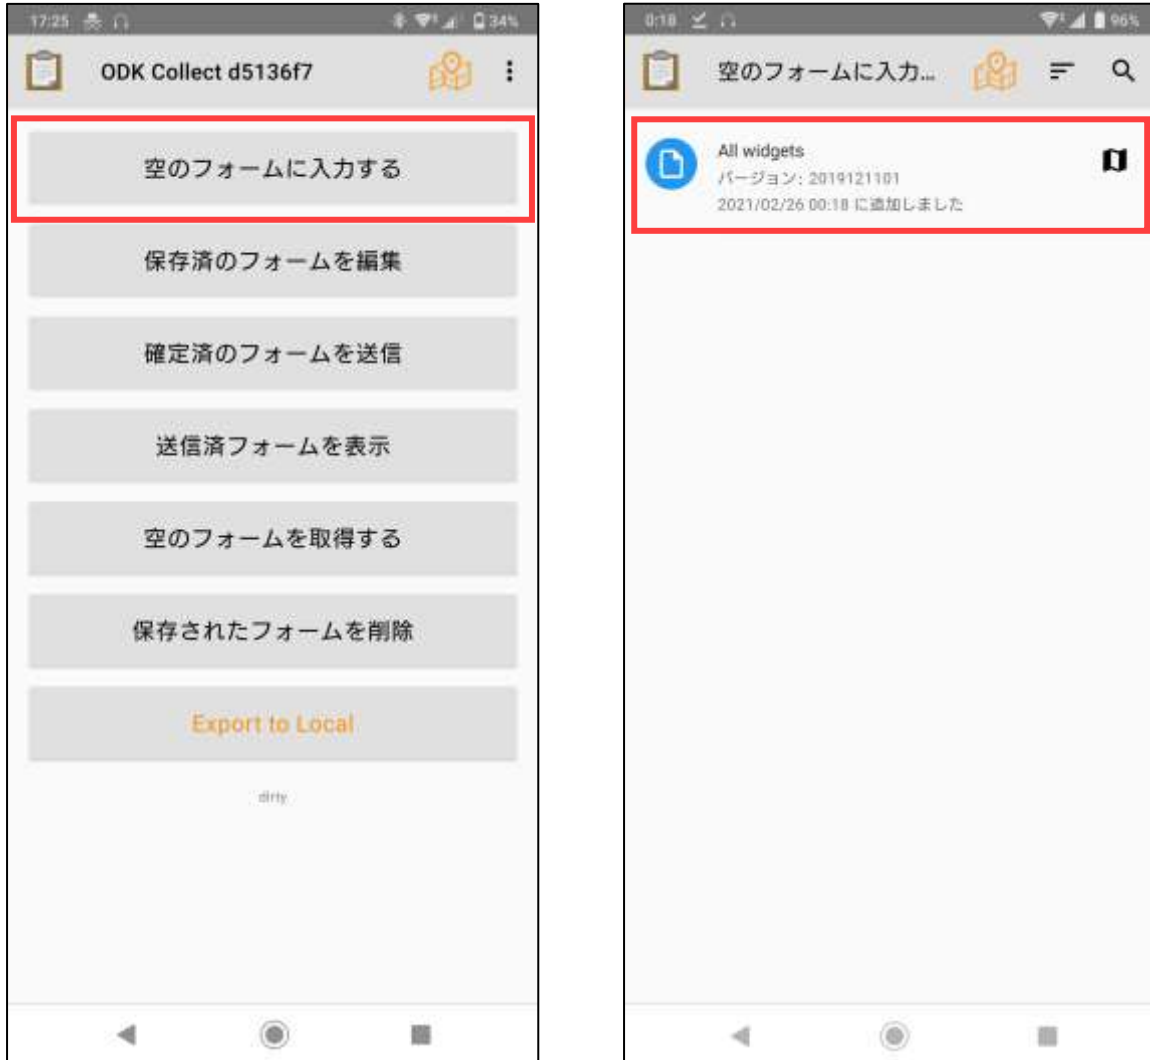 17:25
34%
ODK Collect d5136f7
空のフォームに入力する
保存済のフォームを編集
確定済のフォームを送信
送信済フォームを表示
空のフォームを取得する
保存されたフォームを削除
Export to Local
dirty
0:18
96%
空のフォームに入力...
All widgets
バージョン: 2019121101
2021/02/26 00:18 に追加しました